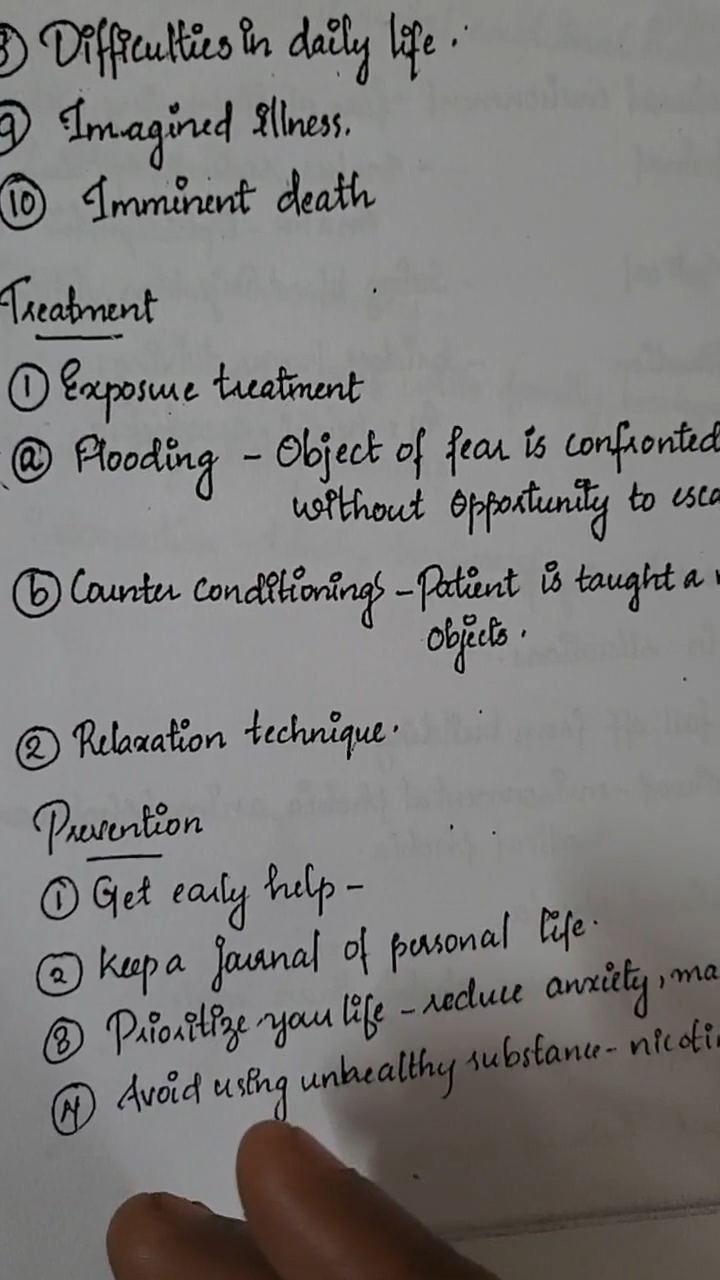 8 Difficulties in daily life.
9 Imagined illness.
10 Imminent death
Treatment
1 Exposure treatment
a Flooding - Object of fear is confronted
without opportunity to
b Counter conditionings - Patient is taught a
objects.
2 Relaxation technique.
Prevention
1 Get early help -
2 Keep a journal of personal life.
3 Prioritize your life - reduce anxiety,
4 Avoid using unhealthy substance -